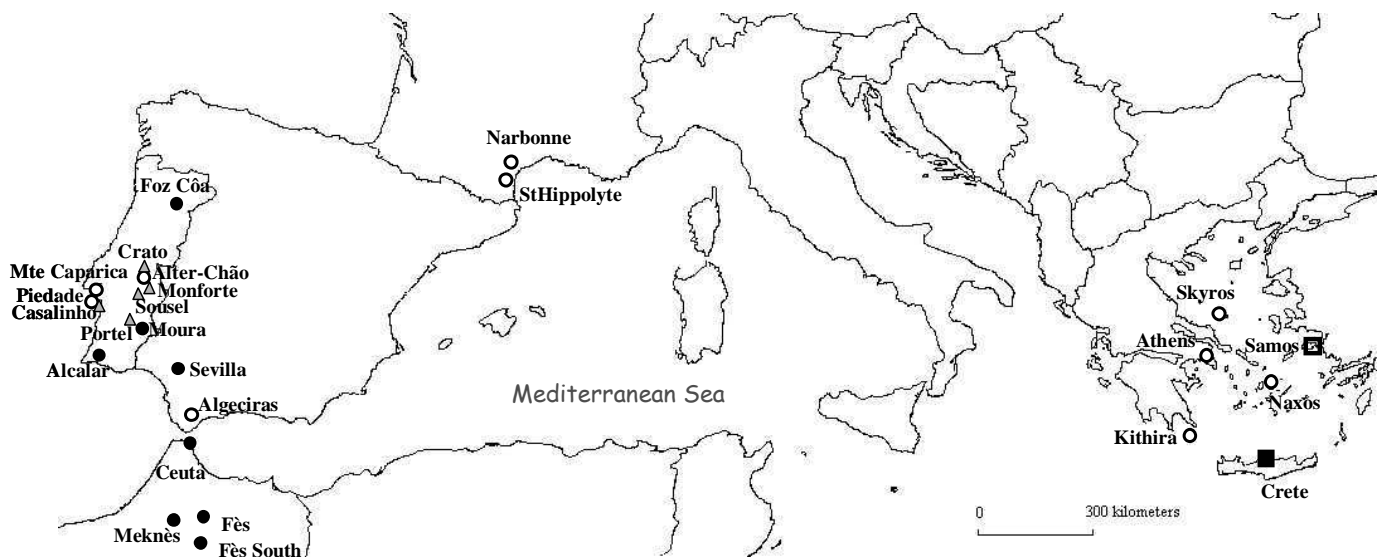 Narbonne
StHippolyte
Foz Côa
Crato
Mte Caparica
Alter-Chão
Piedade
Monforte
Casalinho
Sousel
Portel
Moura
Alcalar
Sevilla
Algeciras
Ceuta
Meknès
Fès
Fès South
Mediterranean Sea
Skyros
Athens
Samos
Naxos
Kithira
Crete
0
300 kilometers